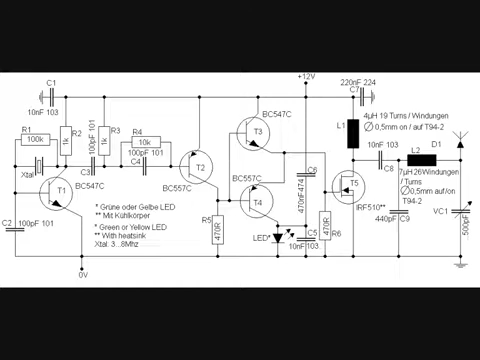 +12V
C1
10nF 103
220nF 224
C7
R1
100k
R2
1k
100pF 101
R3
1k
R4
10k
C4
100pF 101
C3
Xtal
T1
BC547C
T2
BC557C
BC547C
T3
BC557C
T4
L1
4µH 19 Turns / Windungen
0,5mm on / auf T94-2
10nF 103
C8
L2
D1
7µH 26Windungen
/ Turns
0,5mm auf/on
T94-2
T5
IRF510**
C6
470nF 474
R5
470R
R6
470R
LED*
C5
10nF 103
440pF
C9
VC1
500pF
C2
100pF 101
0V
* Grüne oder Gelbe LED
** Mit Kühlkörper
* Green or Yellow LED
** With heatsink
Xtal: 3...8Mhz